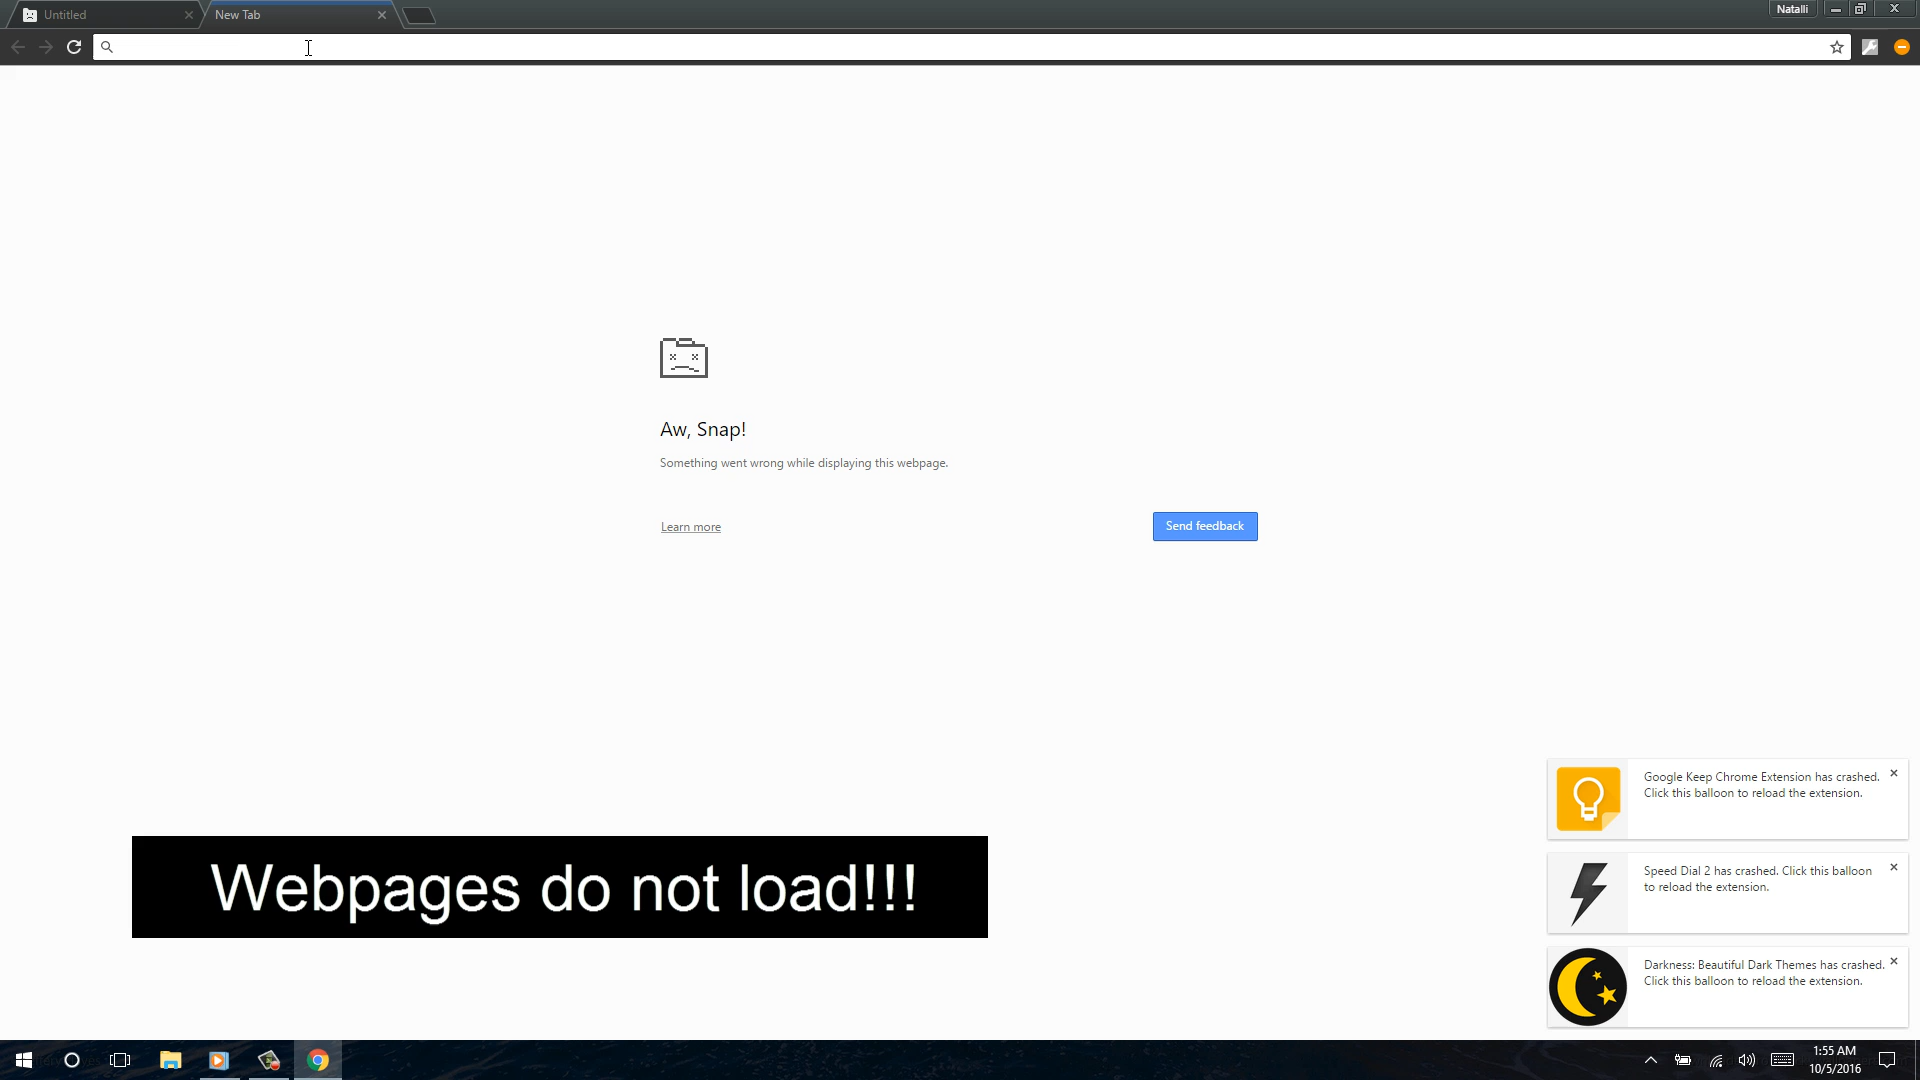 Untitled
New Tab
Natalli
Aw, Snap!
Something went wrong while displaying this webpage.
Learn more
Send feedback
Google Keep Chrome Extension has crashed.
Click this balloon to reload the extension.
Speed Dial 2 has crashed. Click this balloon
to reload the extension.
Darkness: Beautiful Dark Themes has crashed.
Click this balloon to reload the extension.
Webpages do not load!!!
1:55 AM
10/5/2016